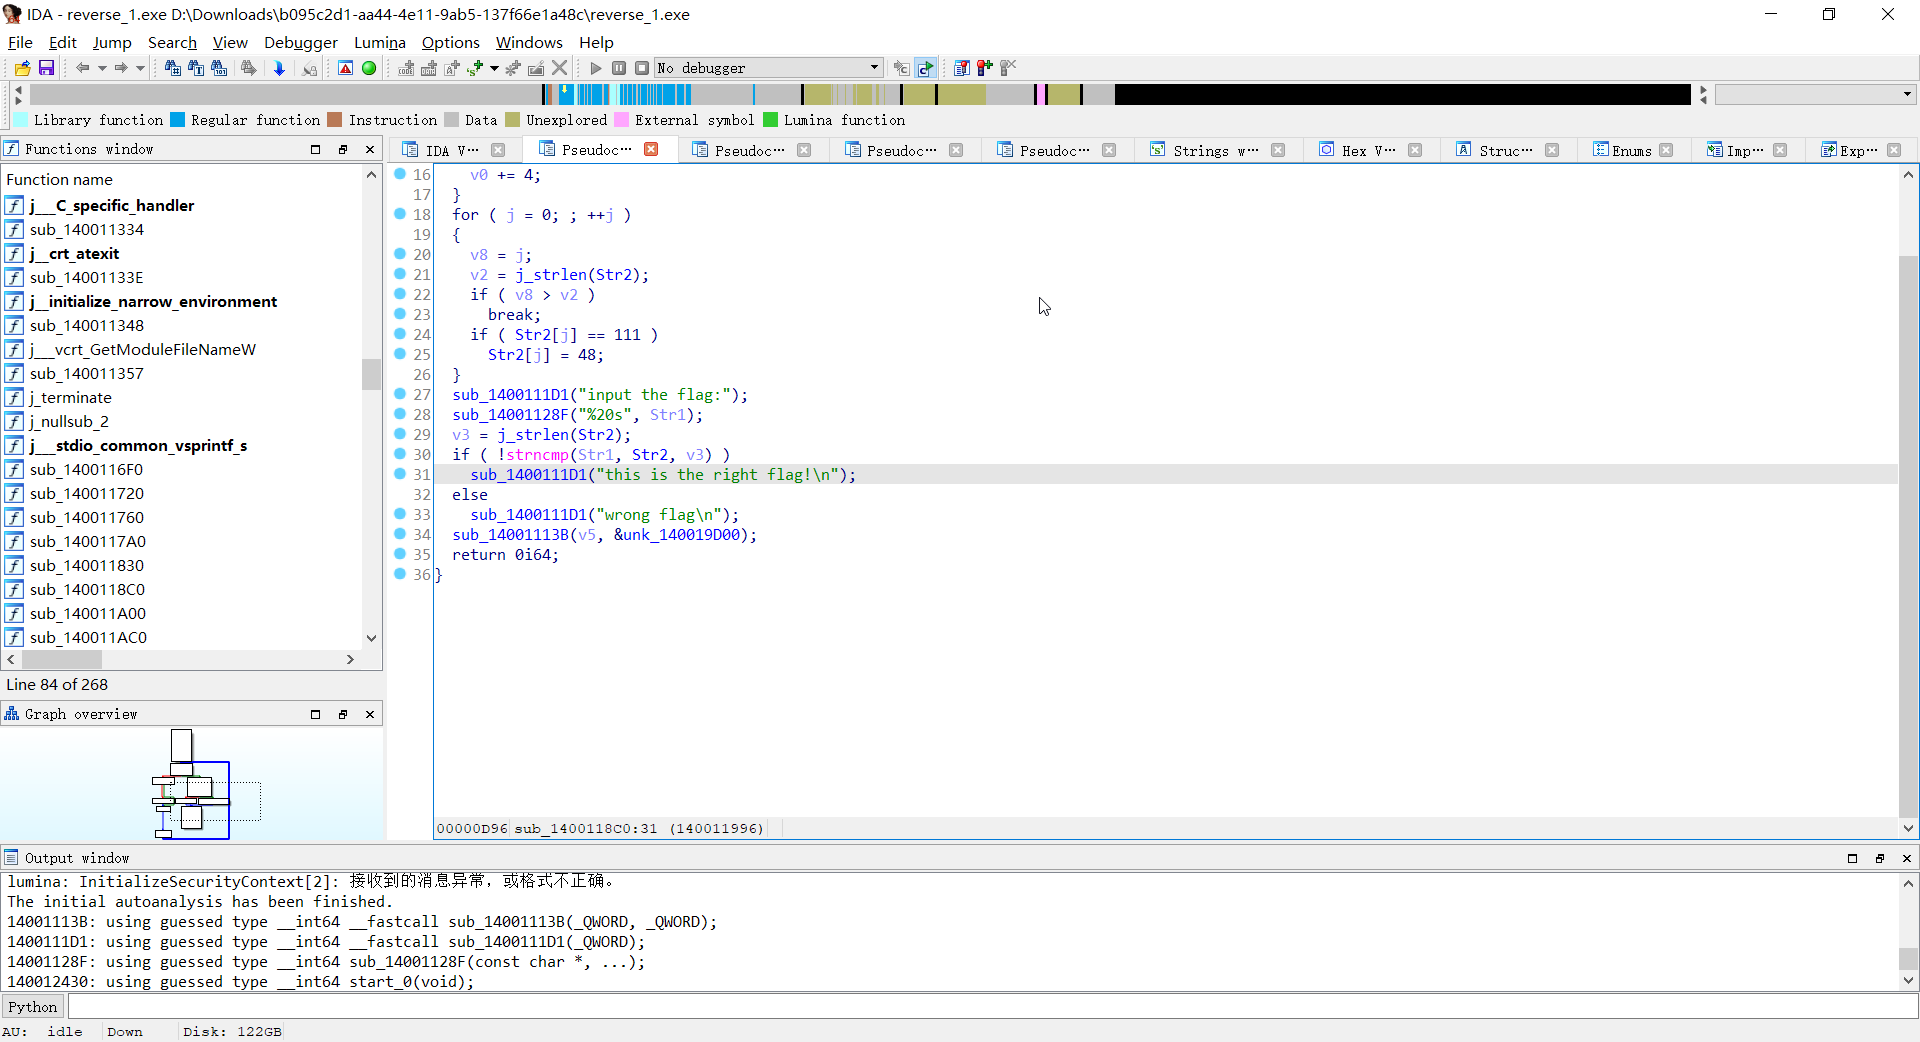 IDA - reverse_1.exe D:\Downloads\b095c2d1-aa44-4e11-9ab5-137f66e1a48c\reverse_1.exe
File Edit Jump Search View Debugger Lumina Options Windows Help
No debugger
Library function Regular function Instruction Data Unexplored External symbol Lumina function
Functions window
IDA V··· Pseudoc··· Pseudoc··· Pseudoc··· Pseudoc··· Strings w··· Hex V··· Struc··· Enums Imp··· Exp···
Function name
j___C_specific_handler
sub_140011334
j__crt_atexit
sub_14001133E
j__initialize_narrow_environment
sub_140011348
j___vcrt_GetModuleFileNameW
sub_140011357
j_terminate
j_nullsub_2
j___stdio_common_vsprintf_s
sub_1400116F0
sub_140011720
sub_140011760
sub_1400117A0
sub_140011830
sub_1400118C0
sub_140011A00
sub_140011AC0
Line 84 of 268
Graph overview
16 v0 += 4;
17 }
18 for ( j = 0; ; ++j )
19 {
20 v8 = j;
21 v2 = j_strlen(Str2);
22 if ( v8 > v2 )
23 break;
24 if ( Str2[j] == 111 )
25 Str2[j] = 48;
26 }
27 sub_1400111D1("input the flag:");
28 sub_14001128F("%20s", Str1);
29 v3 = j_strlen(Str2);
30 if ( !strncmp(Str1, Str2, v3) )
31 sub_1400111D1("this is the right flag!\n");
32 else
33 sub_1400111D1("wrong flag\n");
34 sub_14001113B(v5, &unk_140019D00);
35 return 0i64;
36 }
00000D96 sub_1400118C0:31 (140011996)
Output window
lumina: InitializeSecurityContext[2]: 接收到的消息异常，或格式不正确。
The initial autoanalysis has been finished.
14001113B: using guessed type __int64 __fastcall sub_14001113B(_QWORD, _QWORD);
1400111D1: using guessed type __int64 __fastcall sub_1400111D1(_QWORD);
14001128F: using guessed type __int64 sub_14001128F(const char *, ...);
140012430: using guessed type __int64 start_0(void);
Python
AU: idle Down Disk: 122GB